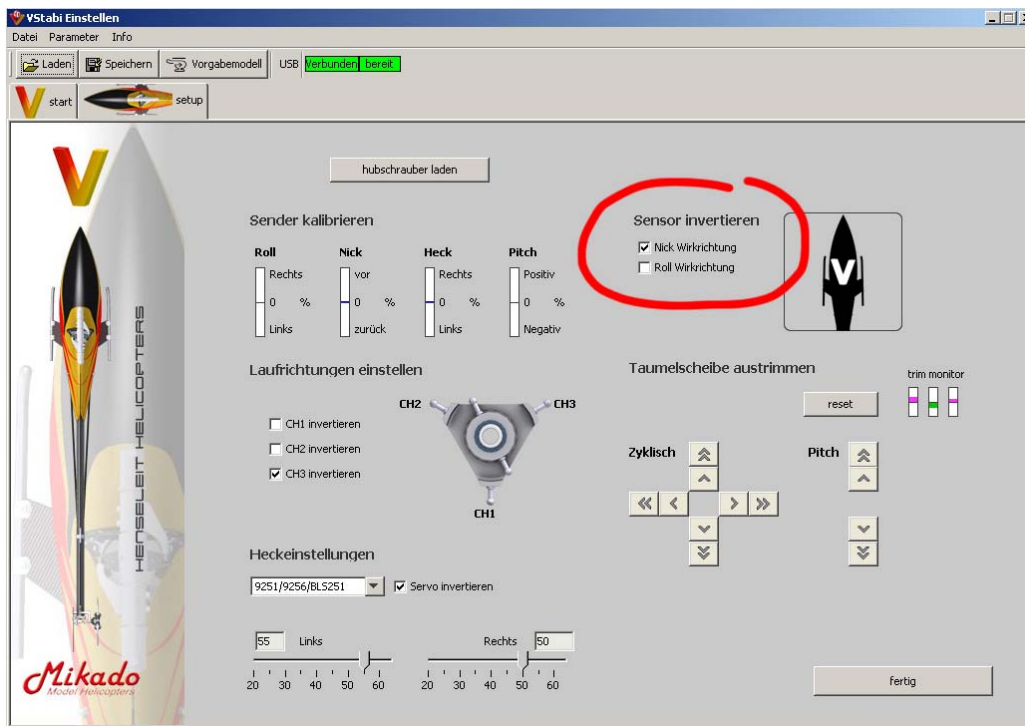 VStabi Einstellen
Datei Parameter Info
Laden Speichern Vorgabemodell USB Verbunden bereit
V start setup
hubschrauber laden
Sender kalibrieren
Roll Nick Heck Pitch
Rechts vor Rechts Positiv
0 % 0 % 0 % 0 %
Links zurück Links Negativ
Sensor invertieren
Nick Wirkrichtung
Roll Wirkrichtung
V
Laufrichtungen einstellen
CH1 invertieren
CH2 invertieren
CH3 invertieren
CH2 CH3
CH1
Taumelscheibe austrimmen
trim monitor
reset
Zyklisch Pitch
Heckeinstellungen
9251/9256/BLS251 Servo invertieren
55 Links Rechts 50
20 30 40 50 60 20 30 40 50 60
fertig
V
HENSELEIT HELICOPTERS
Mikado
Model Helicopters